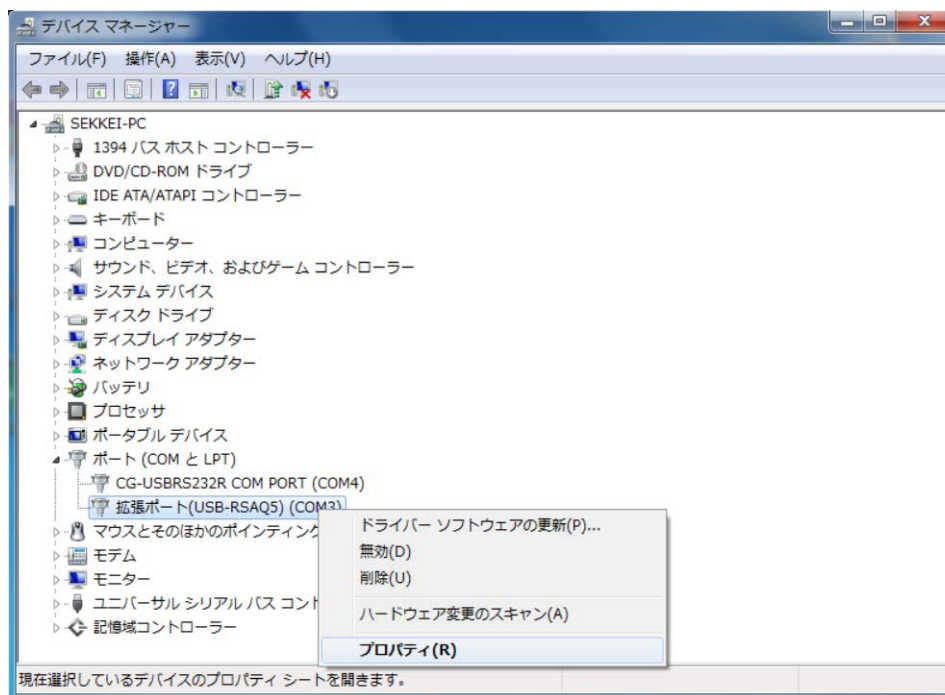 デバイス マネージャー
ファイル(F) 操作(A) 表示(V) ヘルプ(H)
SEKKEI-PC
1394 バス ホスト コントローラー
DVD/CD-ROM ドライブ
IDE ATA/ATAPI コントローラー
キーボード
コンピューター
サウンド、ビデオ、およびゲーム コントローラー
システム デバイス
ディスク ドライブ
ディスプレイ アダプター
ネットワーク アダプター
バッテリ
プロセッサ
ポータブル デバイス
ポート (COM と LPT)
CG-USBRS232R COM PORT (COM4)
拡張ポート(USB-RSAQ5) (COM3)
マウスとそのほかのポインティング
モデム
モニター
ユニバーサル シリアル バス コント
記憶域コントローラー
ドライバー ソフトウェアの更新(P)...
無効(D)
削除(U)
ハードウェア変更のスキャン(A)
プロパティ(R)
現在選択しているデバイスのプロパティ シートを開きます。